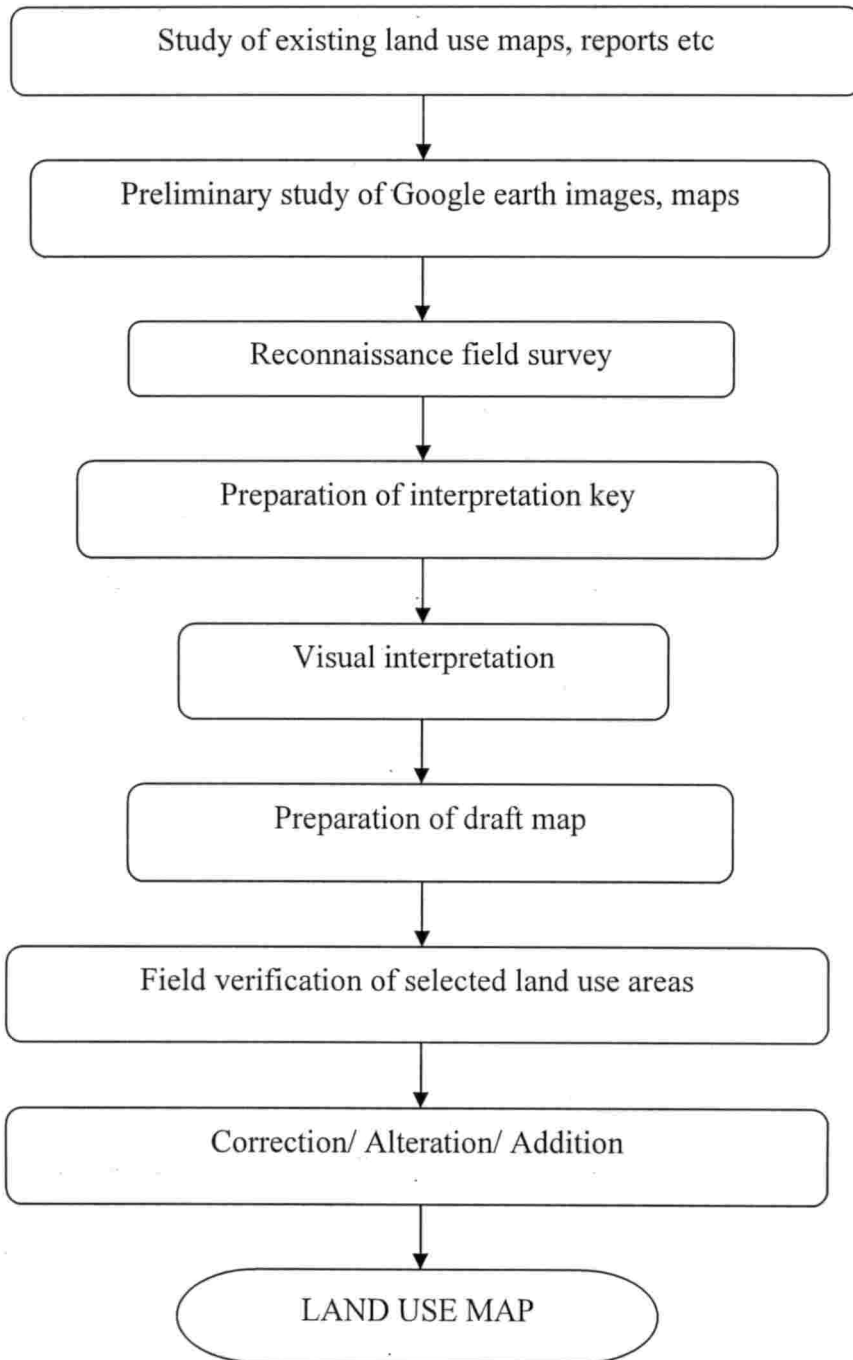 Study of existing land use maps, reports etc
Preliminary study of Google earth images, maps
Reconnaissance field survey
Preparation of interpretation key
Visual interpretation
Preparation of draft map
Field verification of selected land use areas
Correction/ Alteration/ Addition
LAND USE MAP